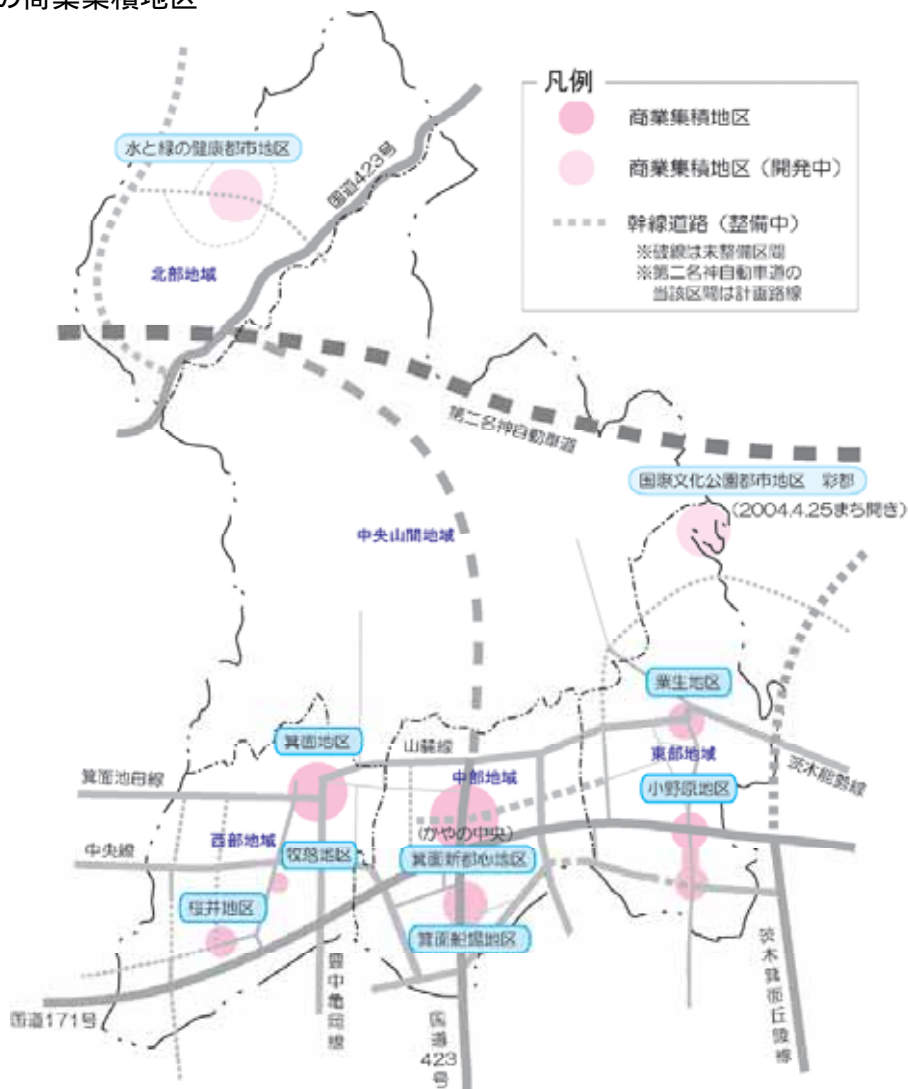 の商業集積地区
凡例
商業集積地区
商業集積地区（開発中）
幹線道路（整備中）
※破線は未整備区間
※第二名神自動車道の
当該区間は計画路線
水と緑の健康都市地区
国道423号
北部地域
第二名神自動車道
国際文化公園都市地区 彩都
(2004.4.25まち開き)
中央山間地域
粟生地区
箕面地区
山麓線
東部地域
茨木能勢線
箕面池田線
中部地域
小野原地区
(かやの中央)
中央線
西部地域
牧落地区
箕面新都心地区
桜井地区
箕面船場地区
国道171号
豊中亀岡線
国道423号
茨木箕面丘陵線